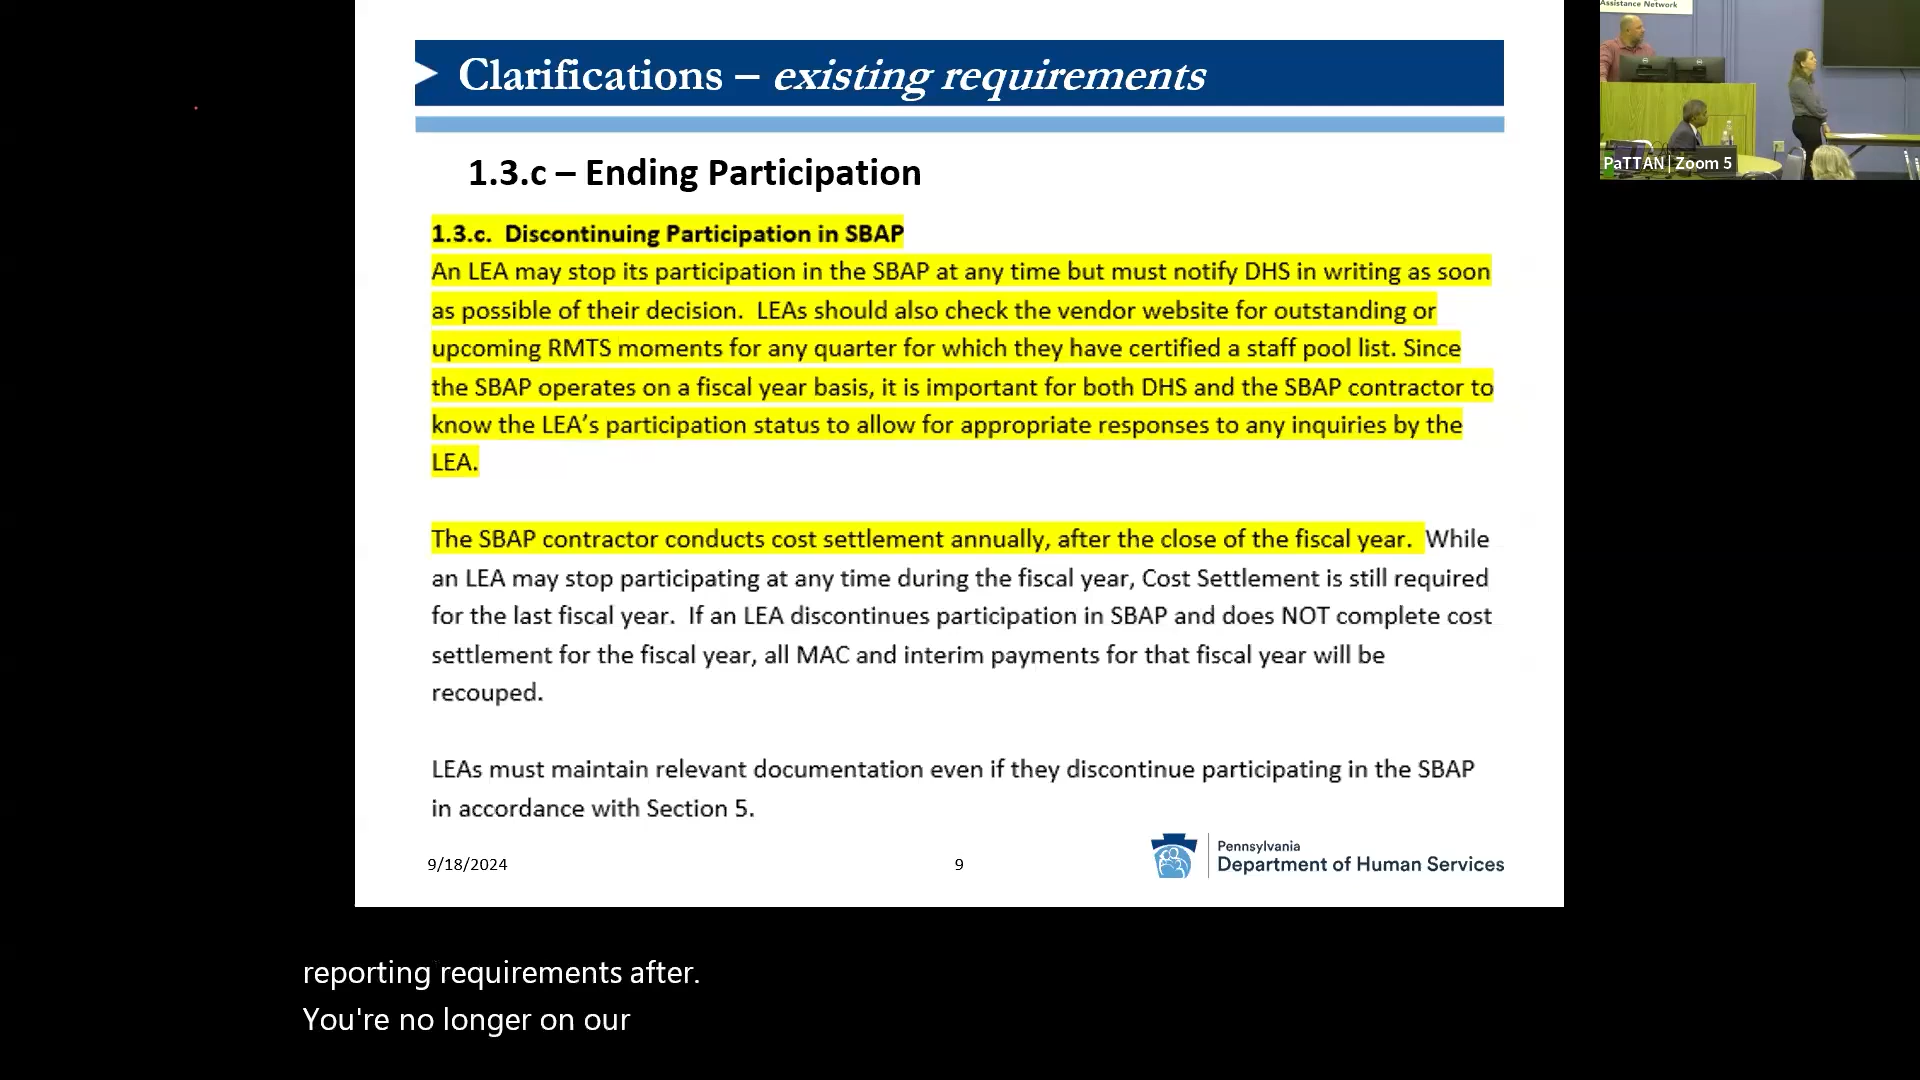 Assistance Network
Clarifications – existing requirements
PaTTAN | Zoom 5
1.3.c – Ending Participation
1.3.c.  Discontinuing Participation in SBAP
An LEA may stop its participation in the SBAP at any time but must notify DHS in writing as soon
as possible of their decision.  LEAs should also check the vendor website for outstanding or
upcoming RMTS moments for any quarter for which they have certified a staff pool list. Since
the SBAP operates on a fiscal year basis, it is important for both DHS and the SBAP contractor to
know the LEA’s participation status to allow for appropriate responses to any inquiries by the
LEA.
The SBAP contractor conducts cost settlement annually, after the close of the fiscal year.  While
an LEA may stop participating at any time during the fiscal year, Cost Settlement is still required
for the last fiscal year.  If an LEA discontinues participation in SBAP and does NOT complete cost
settlement for the fiscal year, all MAC and interim payments for that fiscal year will be
recouped.
LEAs must maintain relevant documentation even if they discontinue participating in the SBAP
in accordance with Section 5.
9/18/2024
9
Pennsylvania
Department of Human Services
reporting requirements after.
You're no longer on our